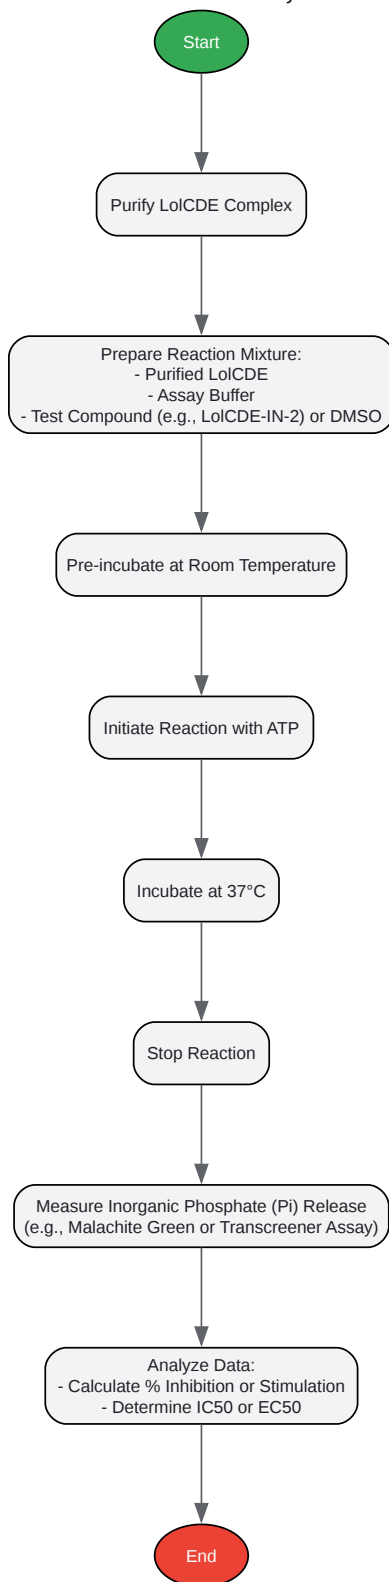 Start
Purify LolCDE Complex
Prepare Reaction Mixture:
- Purified LolCDE
- Assay Buffer
- Test Compound (e.g., LolCDE-IN-2) or DMSO
Pre-incubate at Room Temperature
Initiate Reaction with ATP
Incubate at 37°C
Stop Reaction
Measure Inorganic Phosphate (Pi) Release
(e.g., Malachite Green or Transcreener Assay)
Analyze Data:
- Calculate % Inhibition or Stimulation
- Determine IC50 or EC50
End